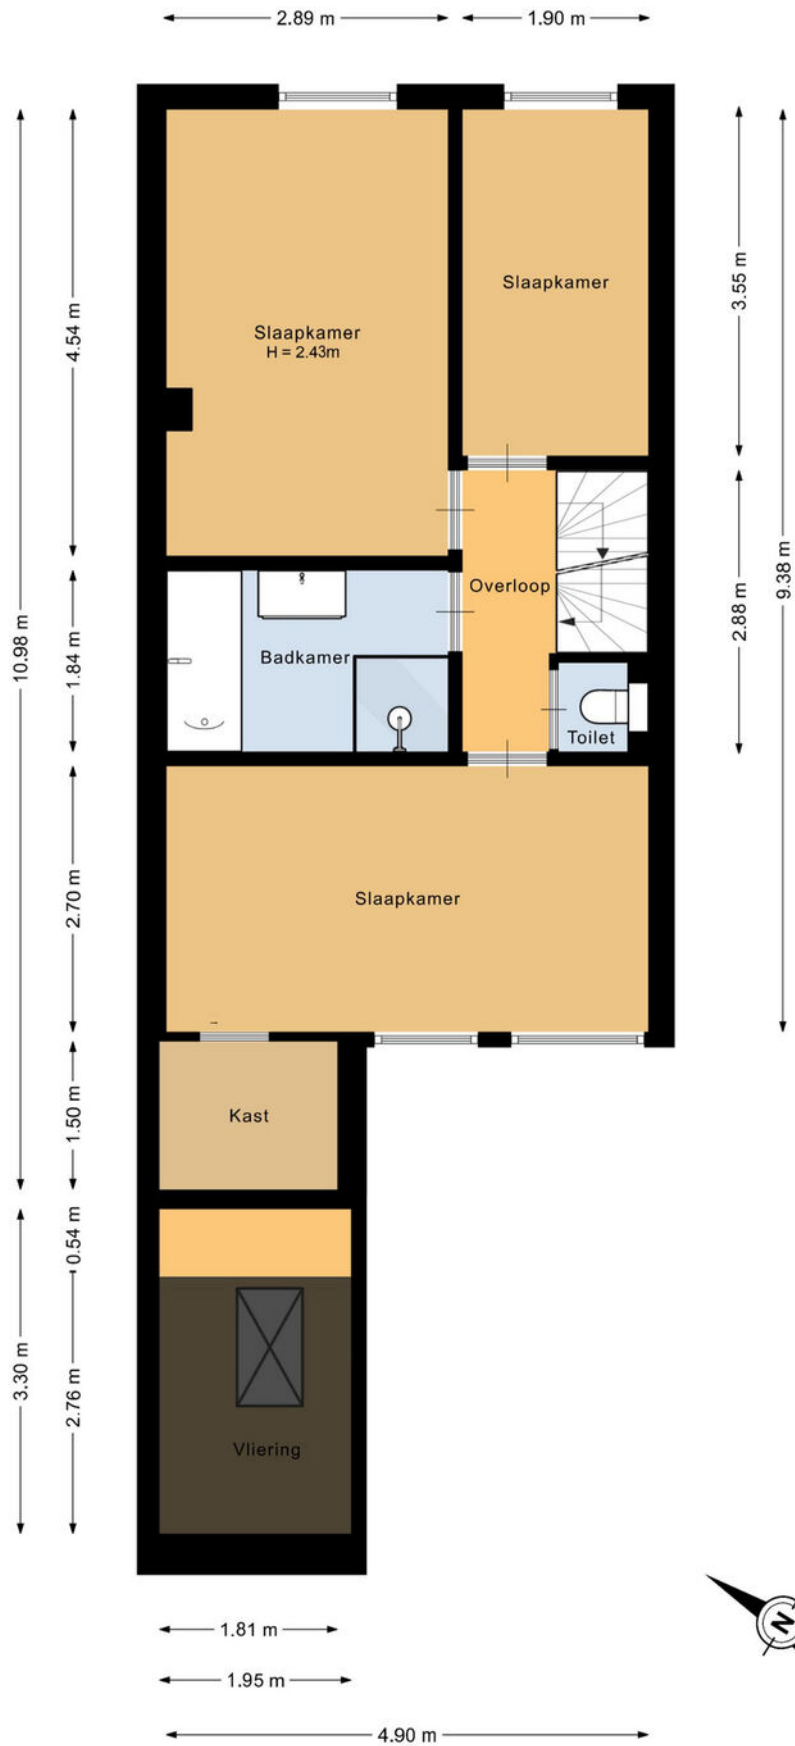 2.89 m
1.90 m
Slaapkamer
H = 2.43m
Slaapkamer
4.54 m
3.55 m
10.98 m
9.38 m
1.84 m
2.88 m
Badkamer
Overloop
Toilet
2.70 m
Slaapkamer
1.50 m
Kast
0.54 m
3.30 m
2.76 m
Vliering
N
1.81 m
1.95 m
4.90 m